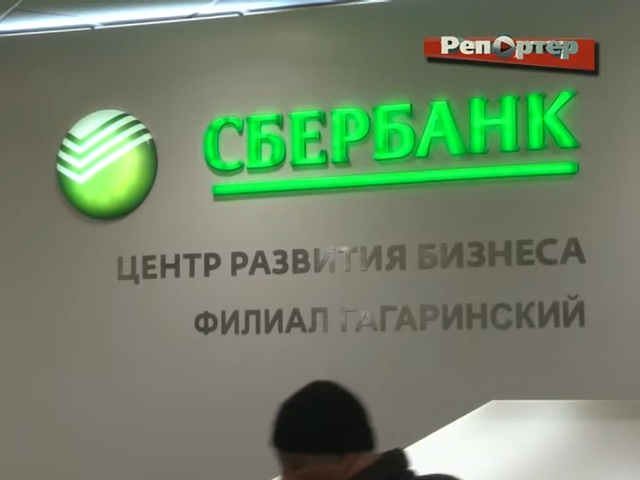 РепОртер
СБЕРБАНК
ЦЕНТР РАЗВИТИЯ БИЗНЕСА
ФИЛИАЛ ГАГАРИНСКИЙ